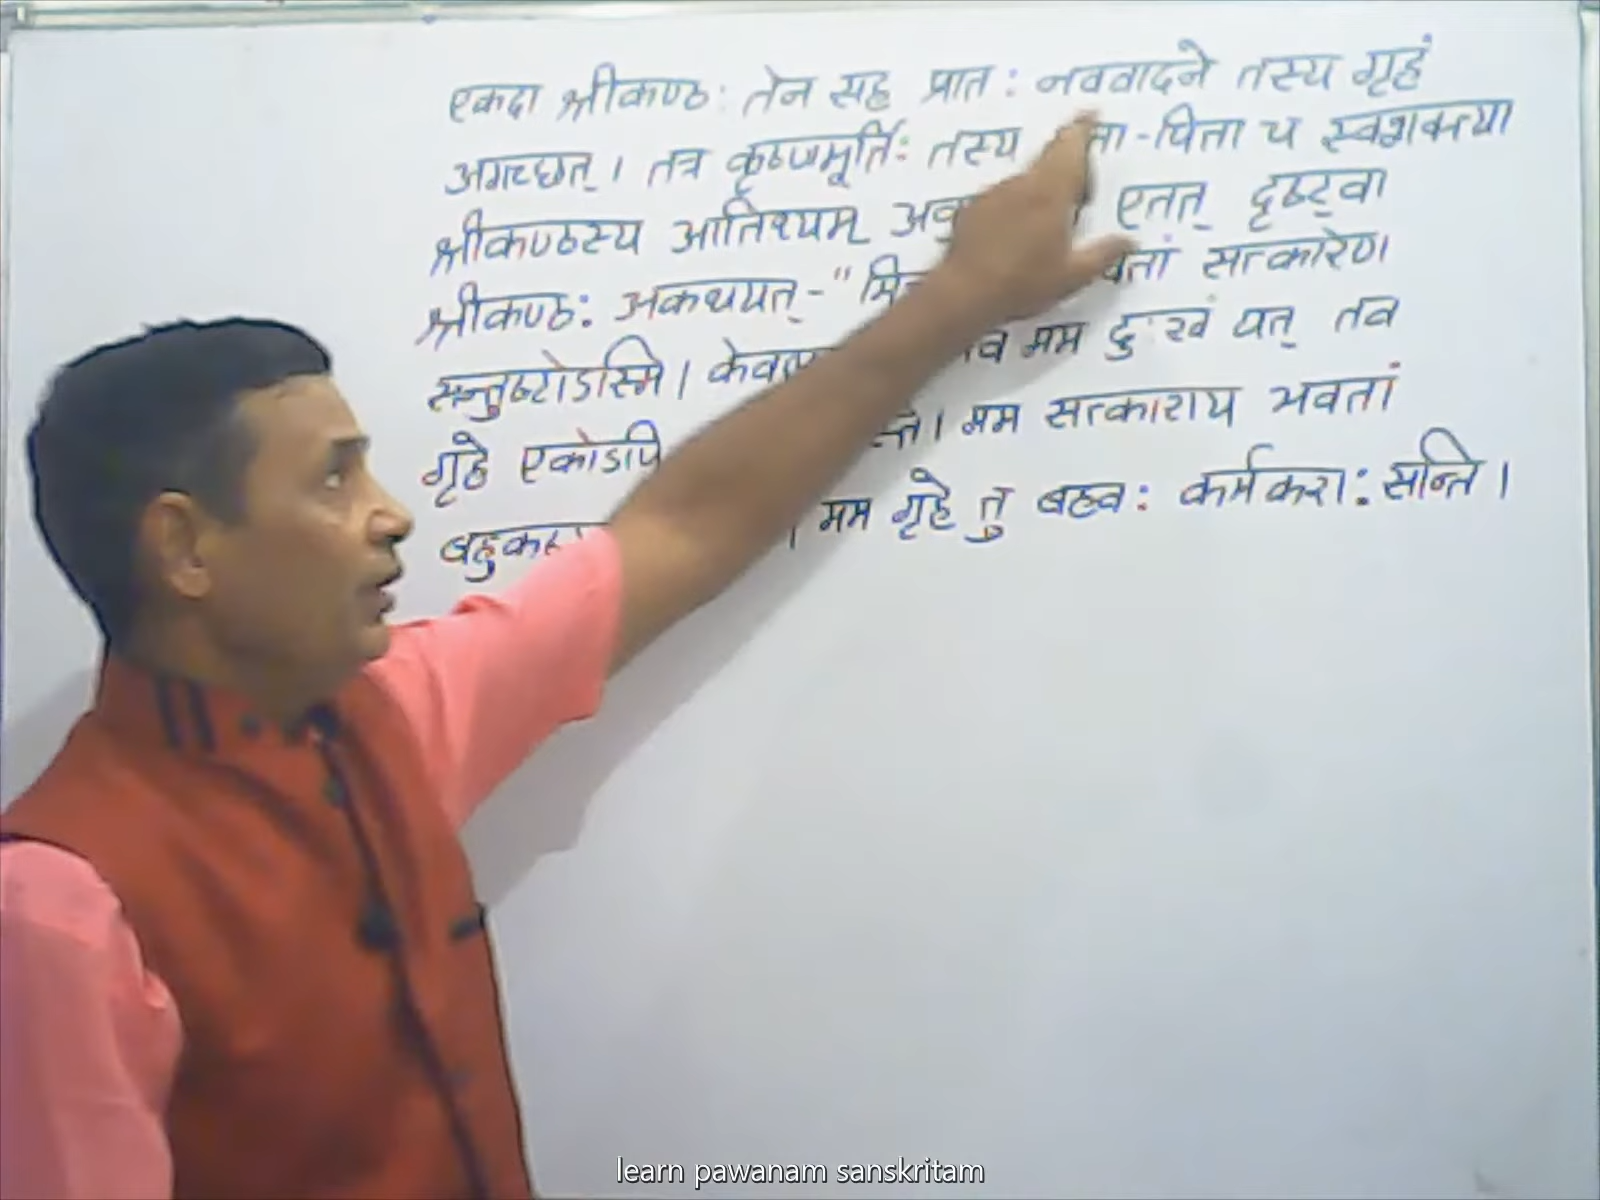 एकदा श्रीकण्ठः तेन सह प्रातः नववादने तस्य गृहं
अगच्छत्। तत्र कृष्णमूर्तिः तस्य -पिता च स्वशक्त्या
श्रीकण्ठस्य आतिथ्यम् एतत् दृष्ट्वा
श्रीकण्ठः अकथयत्-" सत्कारेण
सन्तुष्टोऽस्मि। मम दुःखं यत् तव
गृहे एकोऽपि मम सत्काराय भवतां
मम गृहे तु बहवः कर्मकराः सन्ति।
learn pawanam sanskritam